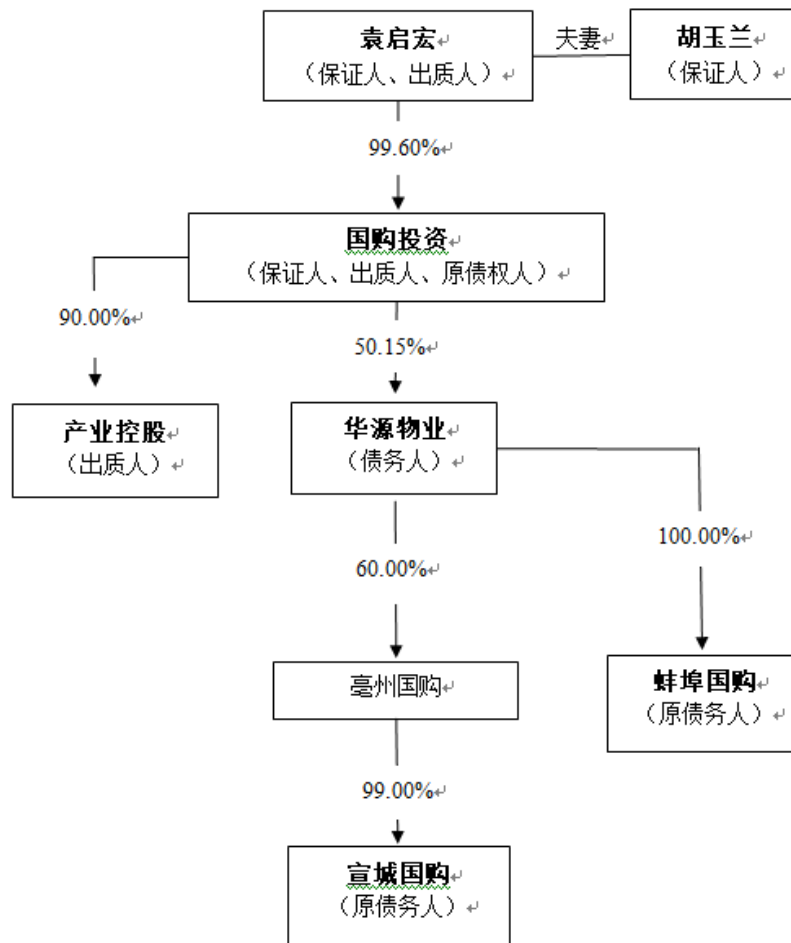 袁启宏
（保证人、出质人）
夫妻
胡玉兰
（保证人）
99.60%
国购投资
（保证人、出质人、原债权人）
90.00%
50.15%
产业控股
（出质人）
华源物业
（债务人）
60.00%
100.00%
亳州国购
蚌埠国购
（原债务人）
99.00%
宣城国购
（原债务人）